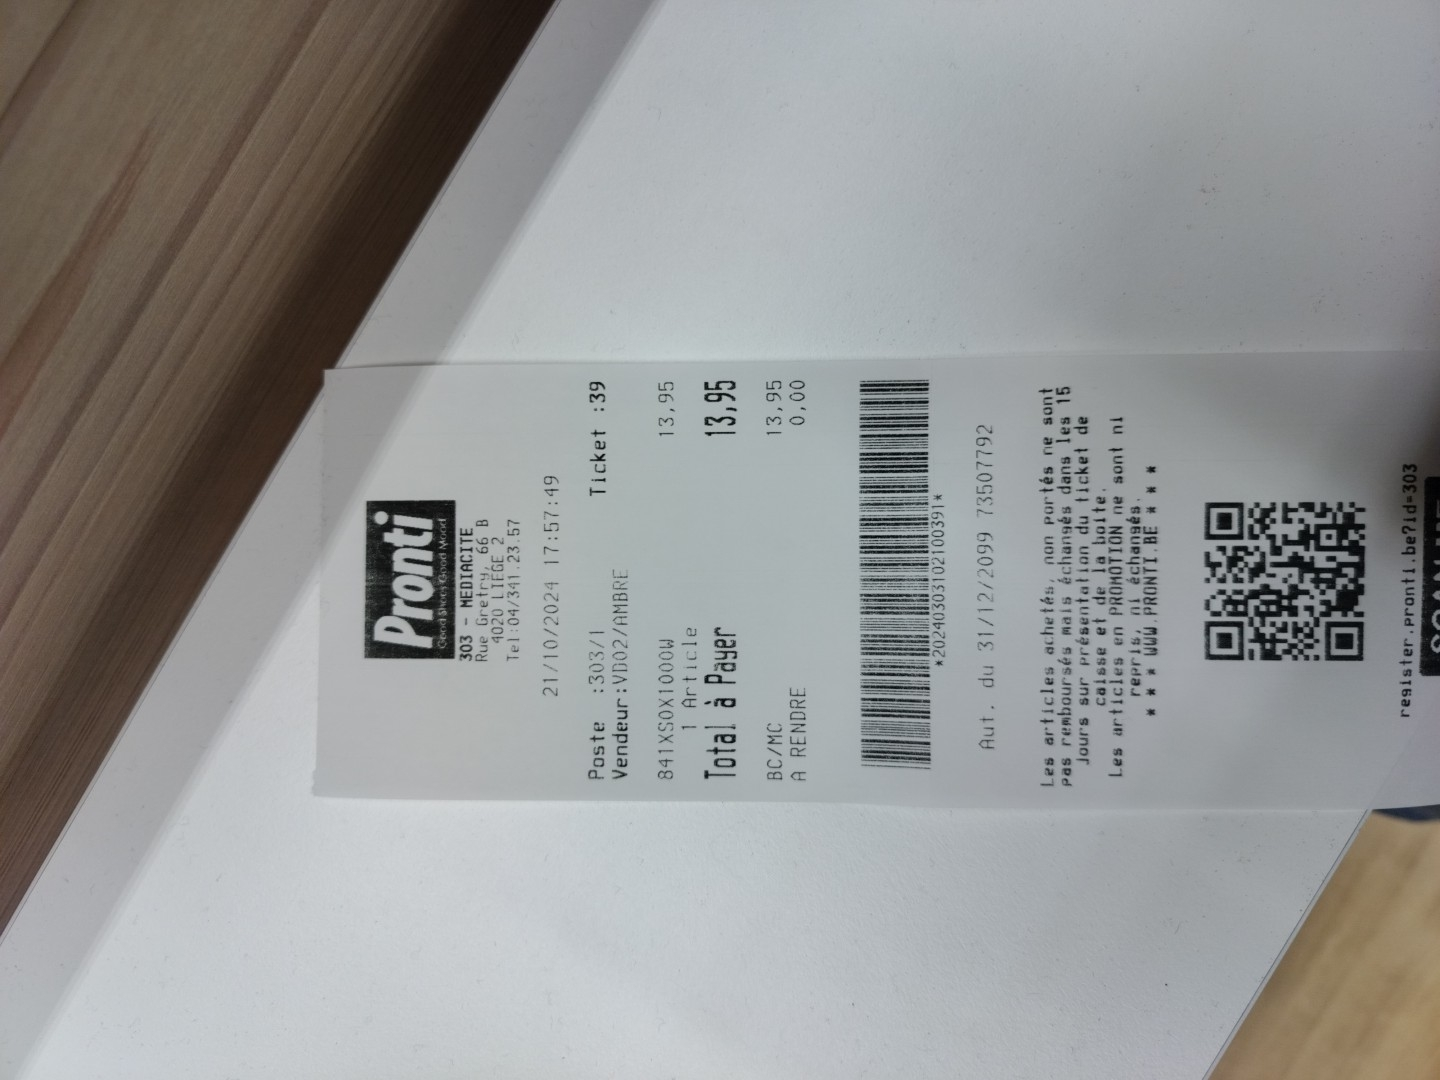 Pronti
Good Shoes Good Mood
303 - MEDIACITE
Rue Gretry, 66 B
4020 LIEGE 2
Tel:04/341.23.57
21/10/2024 17:57:49
Poste :303/1 Ticket :39
Vendeur:VD02/AMBRE
841XSOX1000W 13,95
1 Article
Total à Payer 13,95
BC/MC 13,95
A RENDRE 0,00
*20240303102100391*
Aut. du 31/12/2099 73507792
Les articles achetés, non portés ne sont
pas remboursés mais échangés dans les 15
jours sur présentation du ticket de
caisse et de la boite.
Les articles en PROMOTION ne sont ni
repris, ni échangés.
* * * WWW.PRONTI.BE * * *
register.pronti.be?id=303